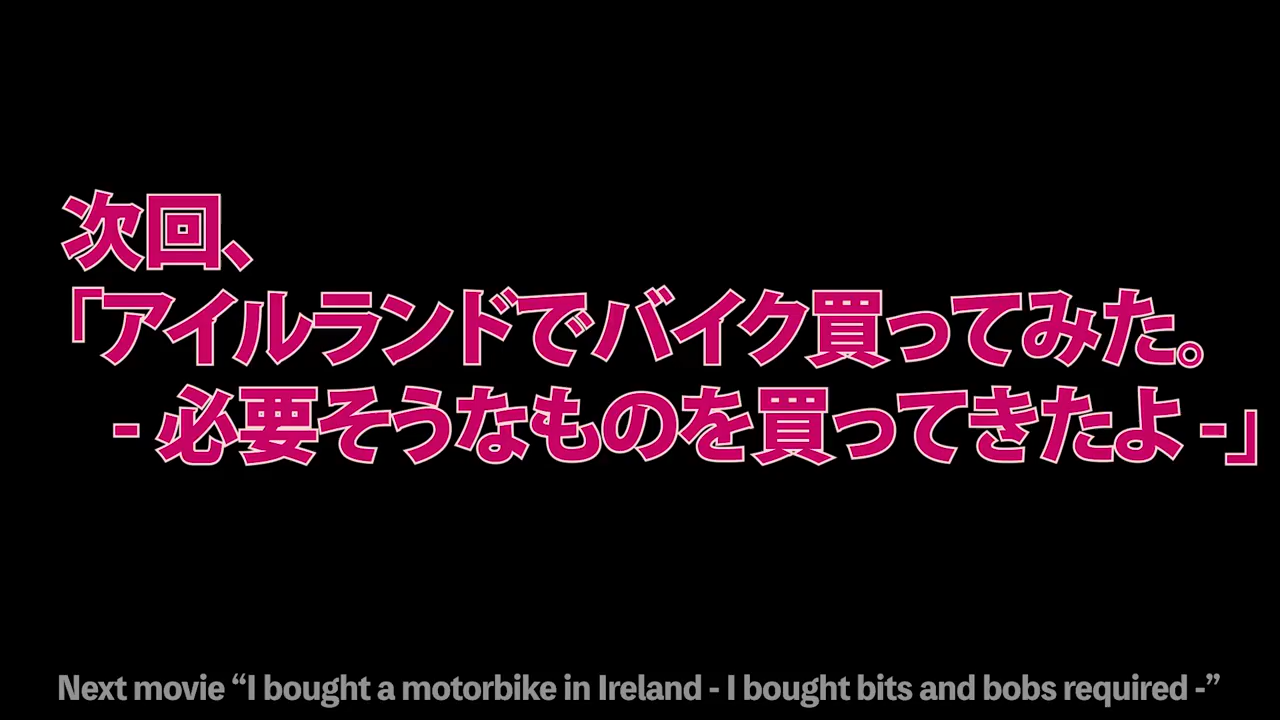 次回、
「アイルランドでバイク買ってみた。
- 必要そうなものを買ってきたよ -」
Next movie “I bought a motorbike in Ireland - I bought bits and bobs required -”